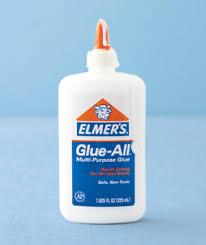 ELMER'S
Glue-All
Multi-Purpose Glue
Safe, Non-Toxic
AP
7.625 FL OZ (225 mL)